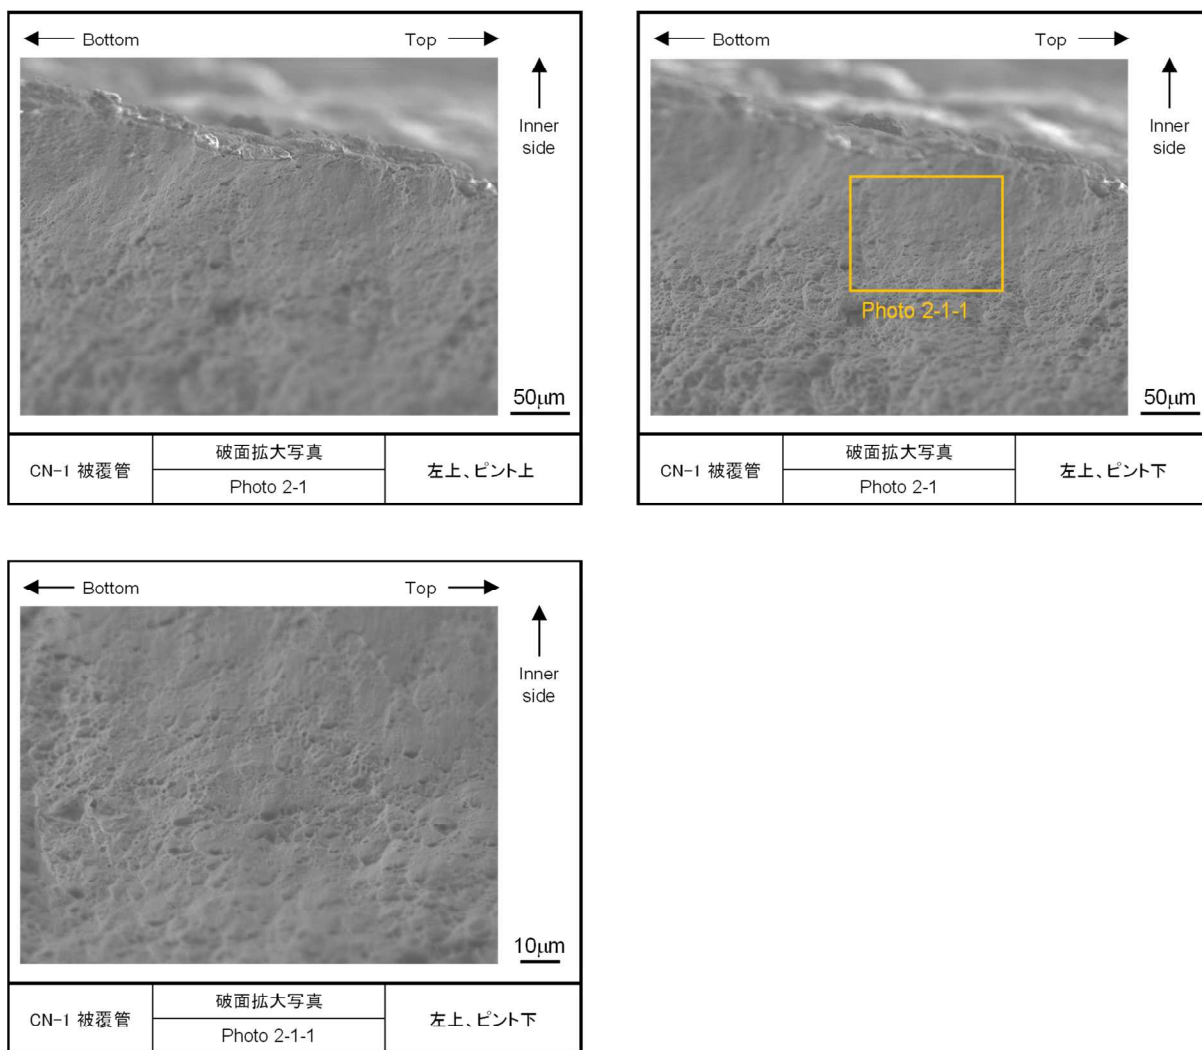 Bottom
Top
Inner
side
50μm
CN-1 被覆管
破面拡大写真
Photo 2-1
左上、ピント上
Bottom
Top
Inner
side
Photo 2-1-1
50μm
CN-1 被覆管
破面拡大写真
Photo 2-1
左上、ピント下
Bottom
Top
Inner
side
10μm
CN-1 被覆管
破面拡大写真
Photo 2-1-1
左上、ピント下